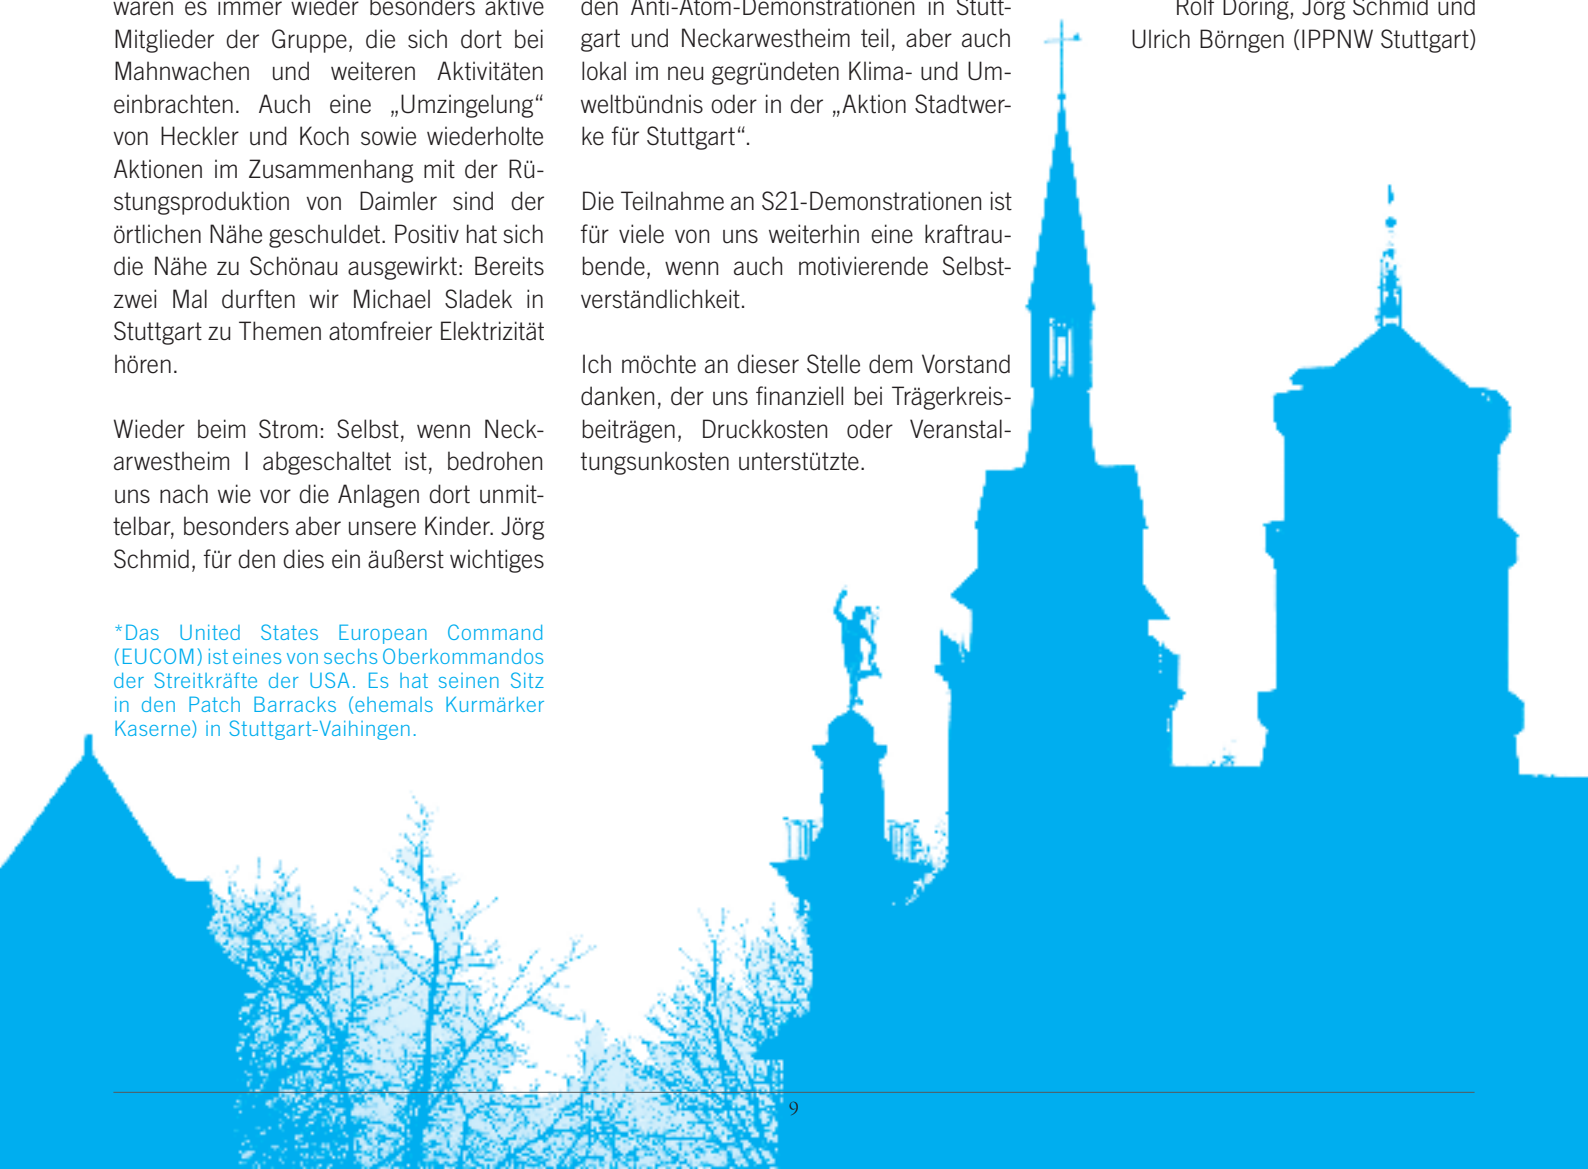 waren es immer wieder besonders aktive
Mitglieder der Gruppe, die sich dort bei
Mahnwachen und weiteren Aktivitäten
einbrachten. Auch eine „Umzingelung“
von Heckler und Koch sowie wiederholte
Aktionen im Zusammenhang mit der Rü-
stungsproduktion von Daimler sind der
örtlichen Nähe geschuldet. Positiv hat sich
die Nähe zu Schönau ausgewirkt: Bereits
zwei Mal durften wir Michael Sladek in
Stuttgart zu Themen atomfreier Elektrizität
hören.
Wieder beim Strom: Selbst, wenn Neck-
arwestheim I abgeschaltet ist, bedrohen
uns nach wie vor die Anlagen dort unmit-
telbar, besonders aber unsere Kinder. Jörg
Schmid, für den dies ein äußerst wichtiges
*Das United States European Command
(EUCOM) ist eines von sechs Oberkommandos
der Streitkräfte der USA. Es hat seinen Sitz
in den Patch Barracks (ehemals Kurmärker
Kaserne) in Stuttgart-Vaihingen.
den Anti-Atom-Demonstrationen in Stutt-
gart und Neckarwestheim teil, aber auch
lokal im neu gegründeten Klima- und Um-
weltbündnis oder in der „Aktion Stadtwer-
ke für Stuttgart“.
Die Teilnahme an S21-Demonstrationen ist
für viele von uns weiterhin eine kraftrau-
bende, wenn auch motivierende Selbst-
verständlichkeit.
Ich möchte an dieser Stelle dem Vorstand
danken, der uns finanziell bei Trägerkreis-
beiträgen, Druckkosten oder Veranstal-
tungsunkosten unterstützte.
Rolf Döring, Jörg Schmid und
Ulrich Börngen (IPPNW Stuttgart)
9